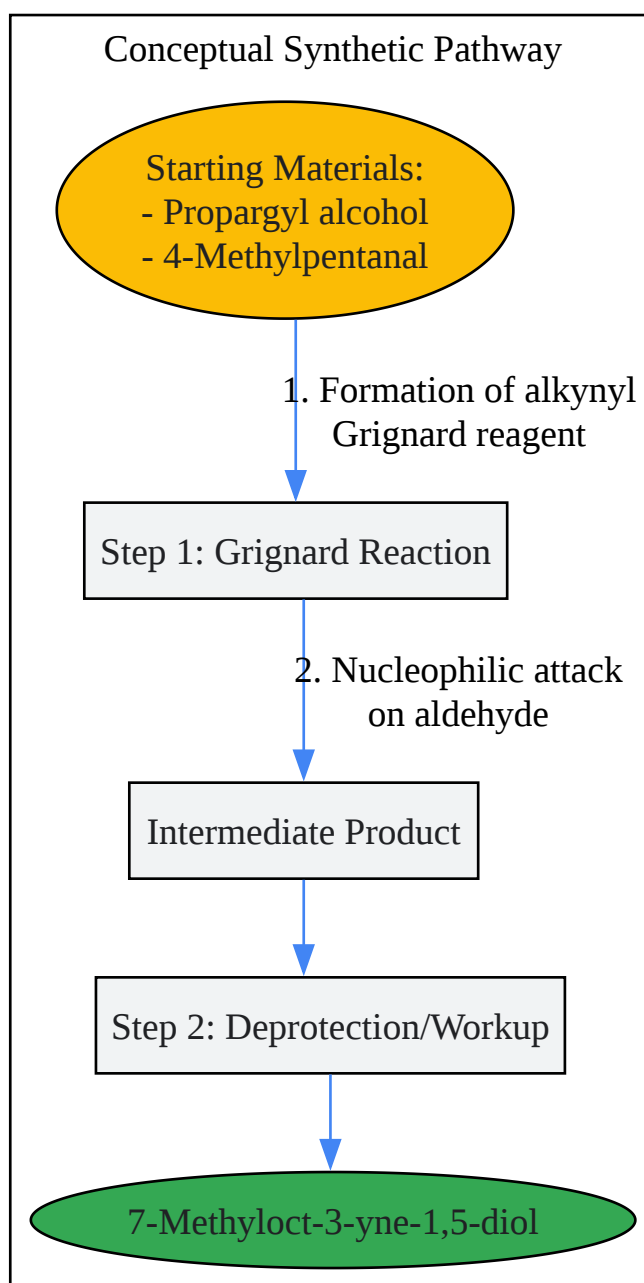 Conceptual Synthetic Pathway
Starting Materials:
- Propargyl alcohol
- 4-Methylpentanal
1. Formation of alkynyl
Grignard reagent
Step 1: Grignard Reaction
2. Nucleophilic attack
on aldehyde
Intermediate Product
Step 2: Deprotection/Workup
7-Methyloct-3-yne-1,5-diol